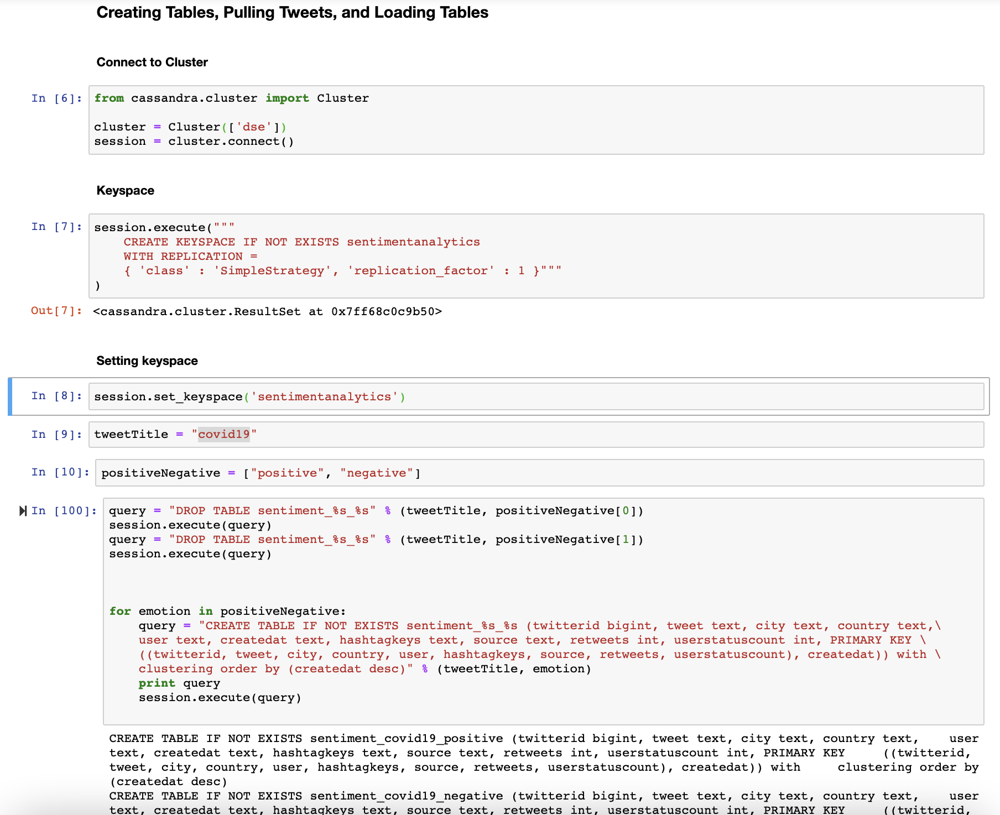 Creating Tables, Pulling Tweets, and Loading Tables
Connect to Cluster
In [6]:
from cassandra.cluster import Cluster
cluster = Cluster(['dse'])
session = cluster.connect()
Keyspace
In [7]:
session.execute("""
CREATE KEYSPACE IF NOT EXISTS sentimentanalytics
WITH REPLICATION =
{ 'class' : 'SimpleStrategy', 'replication_factor' : 1 }"""
)
Out[7]: <cassandra.cluster.ResultSet at 0x7ff68c0c9b50>
Setting keyspace
In [8]: session.set_keyspace('sentimentanalytics')
In [9]: tweetTitle = "covid19"
In [10]: positiveNegative = ["positive", "negative"]
In [100]: query = "DROP TABLE sentiment_%s_%s" % (tweetTitle, positiveNegative[0])
session.execute(query)
query = "DROP TABLE sentiment_%s_%s" % (tweetTitle, positiveNegative[1])
session.execute(query)
for emotion in positiveNegative:
query = "CREATE TABLE IF NOT EXISTS sentiment_%s_%s (twitterid bigint, tweet text, city text, country text,\
user text, createdat text, hashtagkeys text, source text, retweets int, userstatuscount int, PRIMARY KEY \
((twitterid, tweet, city, country, user, hashtagkeys, source, retweets, userstatuscount), createdat)) with \
clustering order by (createdat desc)" % (tweetTitle, emotion)
print query
session.execute(query)
CREATE TABLE IF NOT EXISTS sentiment_covid19_positive (twitterid bigint, tweet text, city text, country text, user
text, createdat text, hashtagkeys text, source text, retweets int, userstatuscount int, PRIMARY KEY ((twitterid,
tweet, city, country, user, hashtagkeys, source, retweets, userstatuscount), createdat)) with clustering order by
(createdat desc)
CREATE TABLE IF NOT EXISTS sentiment_covid19_negative (twitterid bigint, tweet text, city text, country text, user
text, createdat text, hashtagkeys text, source text, retweets int, userstatuscount int, PRIMARY KEY ((twitterid,